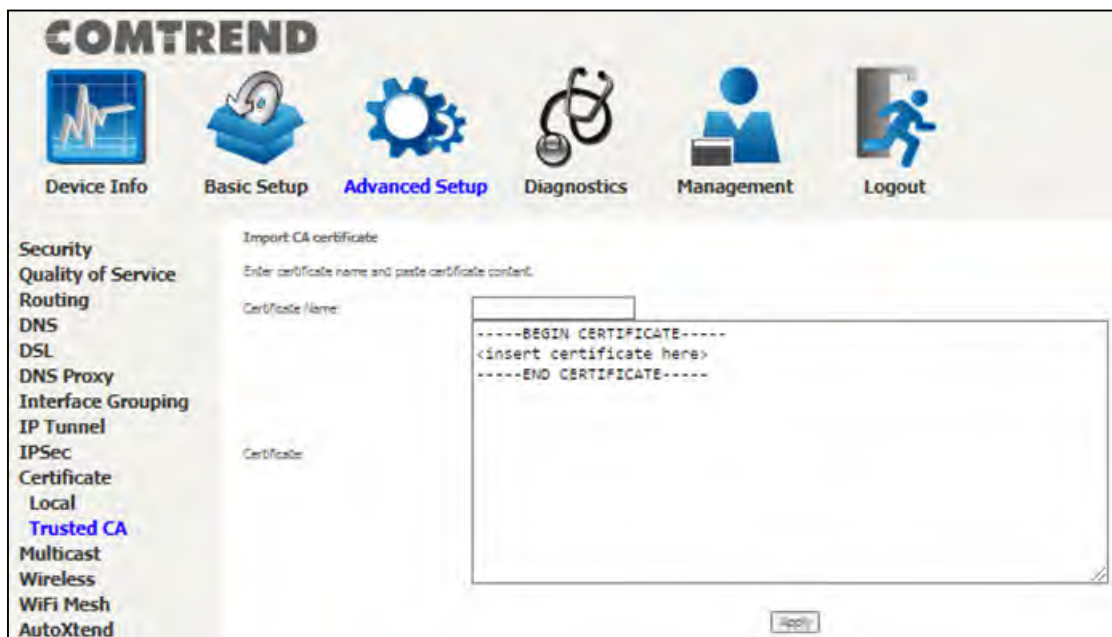 COMTREND
Device Info
Basic Setup
Advanced Setup
Diagnostics
Management
Logout
Security
Quality of Service
Routing
DNS
DSL
DNS Proxy
Interface Grouping
IP Tunnel
IPSec
Certificate
Local
Trusted CA
Multicast
Wireless
WiFi Mesh
AutoXtend
Import CA certificate
Enter certificate name and paste certificate content.
Certificate Name:
-----BEGIN CERTIFICATE-----
<insert certificate here>
-----END CERTIFICATE-----
Certificate:
Apply